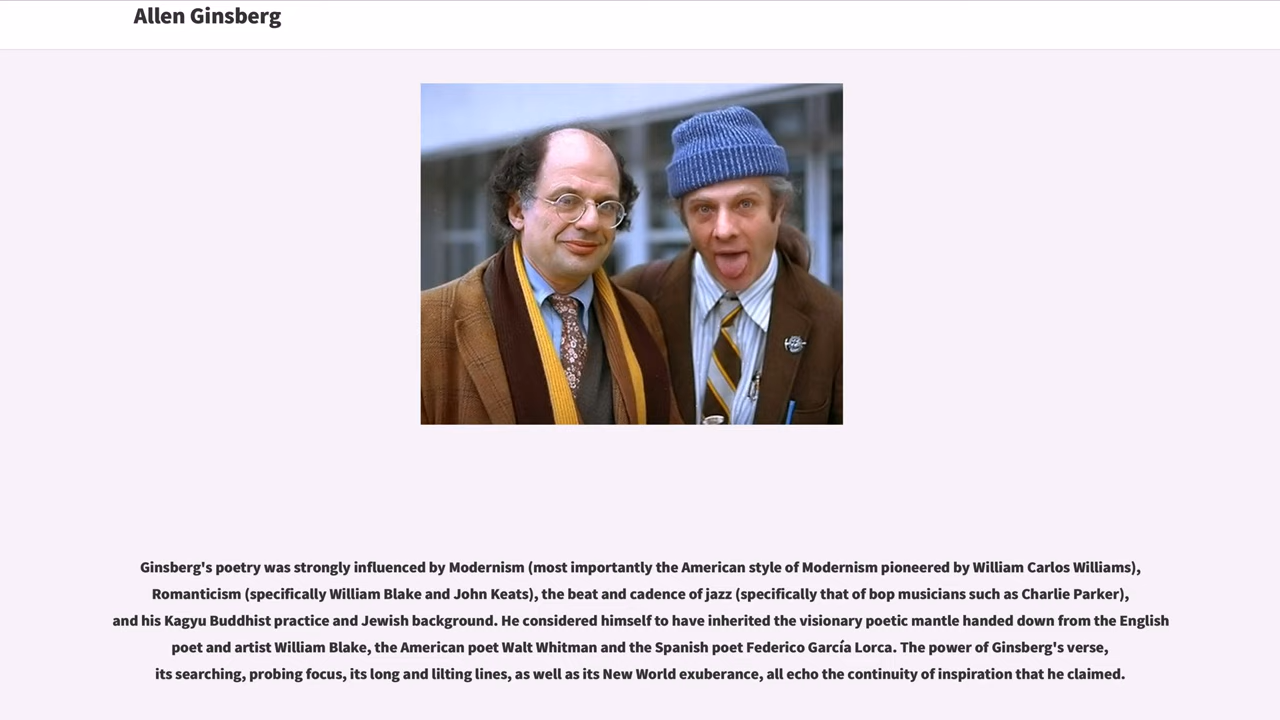 Allen Ginsberg
Ginsberg's poetry was strongly influenced by Modernism (most importantly the American style of Modernism pioneered by William Carlos Williams),
Romanticism (specifically William Blake and John Keats), the beat and cadence of jazz (specifically that of bop musicians such as Charlie Parker),
and his Kagyu Buddhist practice and Jewish background. He considered himself to have inherited the visionary poetic mantle handed down from the English
poet and artist William Blake, the American poet Walt Whitman and the Spanish poet Federico García Lorca. The power of Ginsberg's verse,
its searching, probing focus, its long and lilting lines, as well as its New World exuberance, all echo the continuity of inspiration that he claimed.